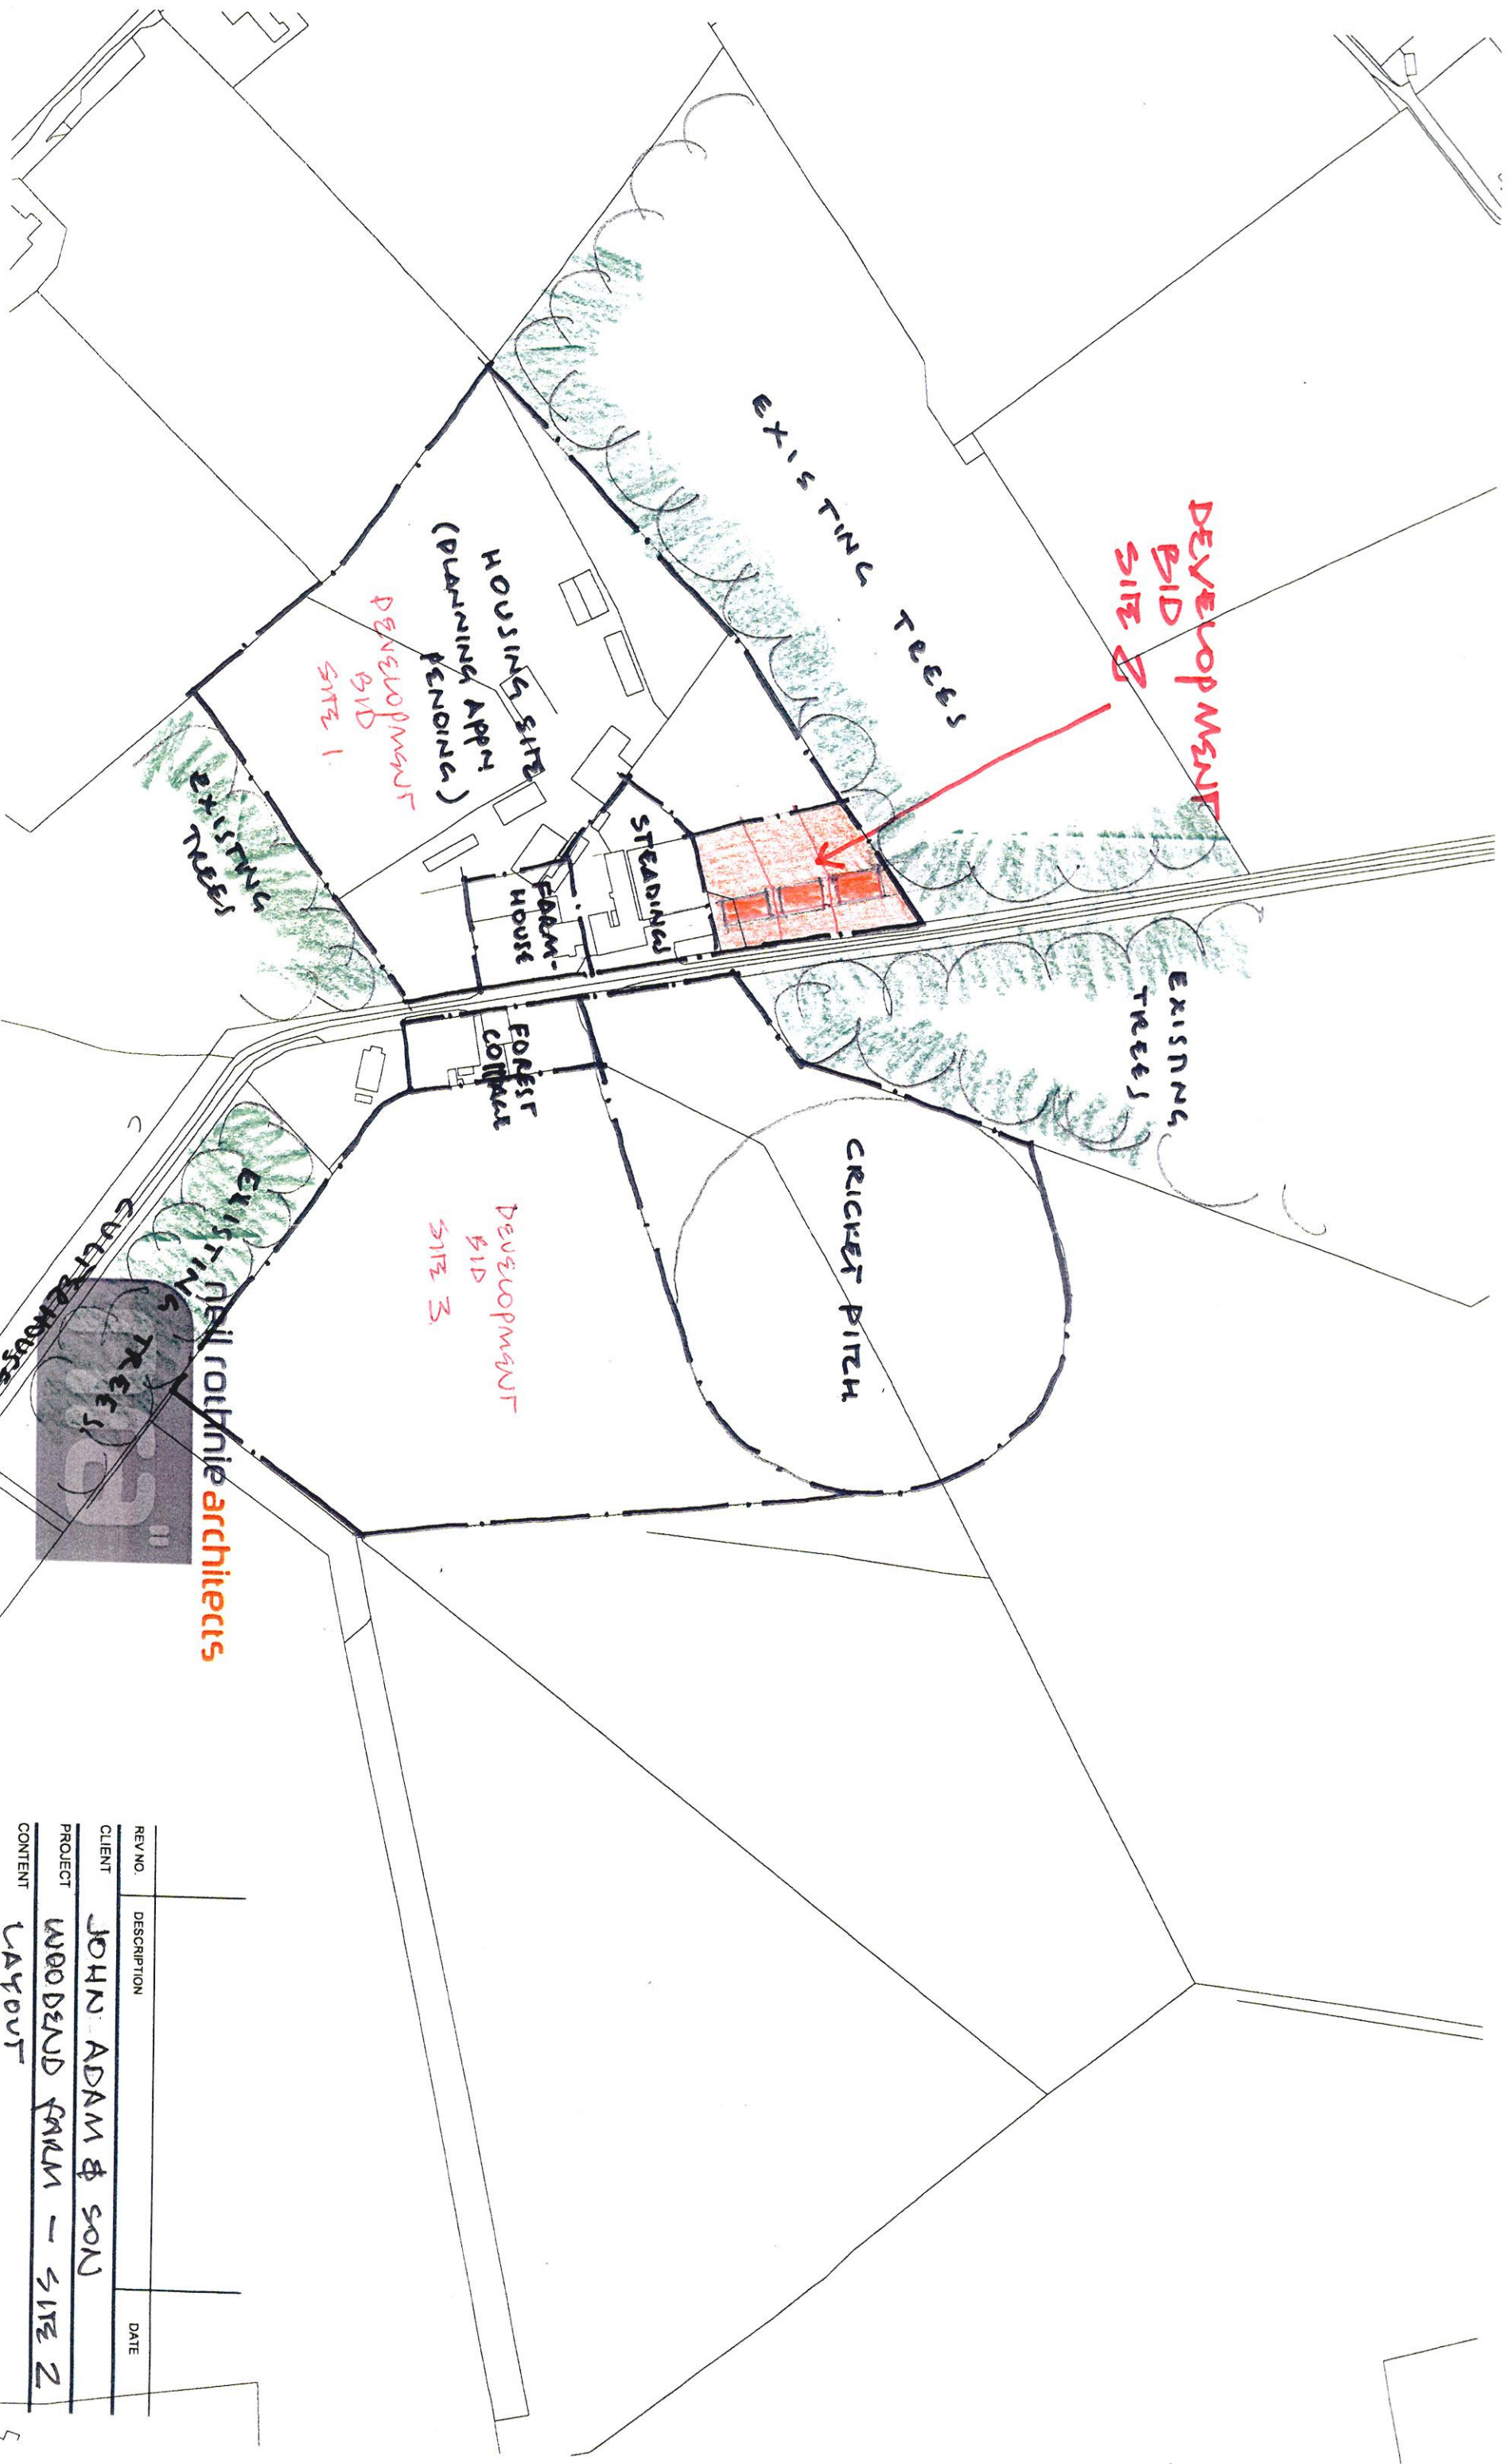 DEVELOPMENT
BID
SITE 2
EXISTING TREES
EXISTING
TREES
HOUSING SITE
(PLANNING APPN.
PENDING)
DEVELOPMENT
BID
SITE 1.
STEADING
FARM-
HOUSE
FOREST
COTTAGE
EXISTING
TREES
CRICKET PITCH
DEVELOPMENT
BID
SITE 3.
EXISTING
TREES
CULTERHOUSE
neil rothnie architects
REV NO. DESCRIPTION DATE
CLIENT JOHN ADAM & SON
PROJECT WOODEND FARM - SITE 2
CONTENT LAYOUT